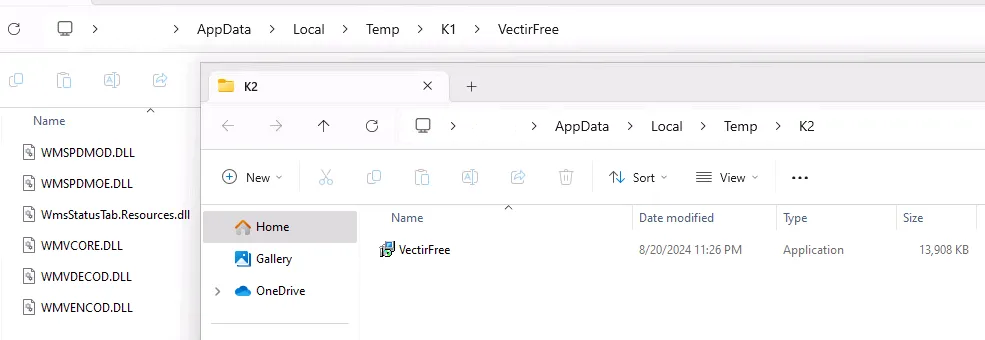 AppData > Local > Temp > K1 > VectirFree
Name
WMSPDMOD.DLL
WMSPDMOE.DLL
WmsStatusTab.Resources.dll
WMVCORE.DLL
WMVDECOD.DLL
WMVENCOD.DLL
K2
AppData > Local > Temp > K2
New Sort View
Home
Gallery
OneDrive
Name Date modified Type Size
VectirFree 8/20/2024 11:26 PM Application 13,908 KB